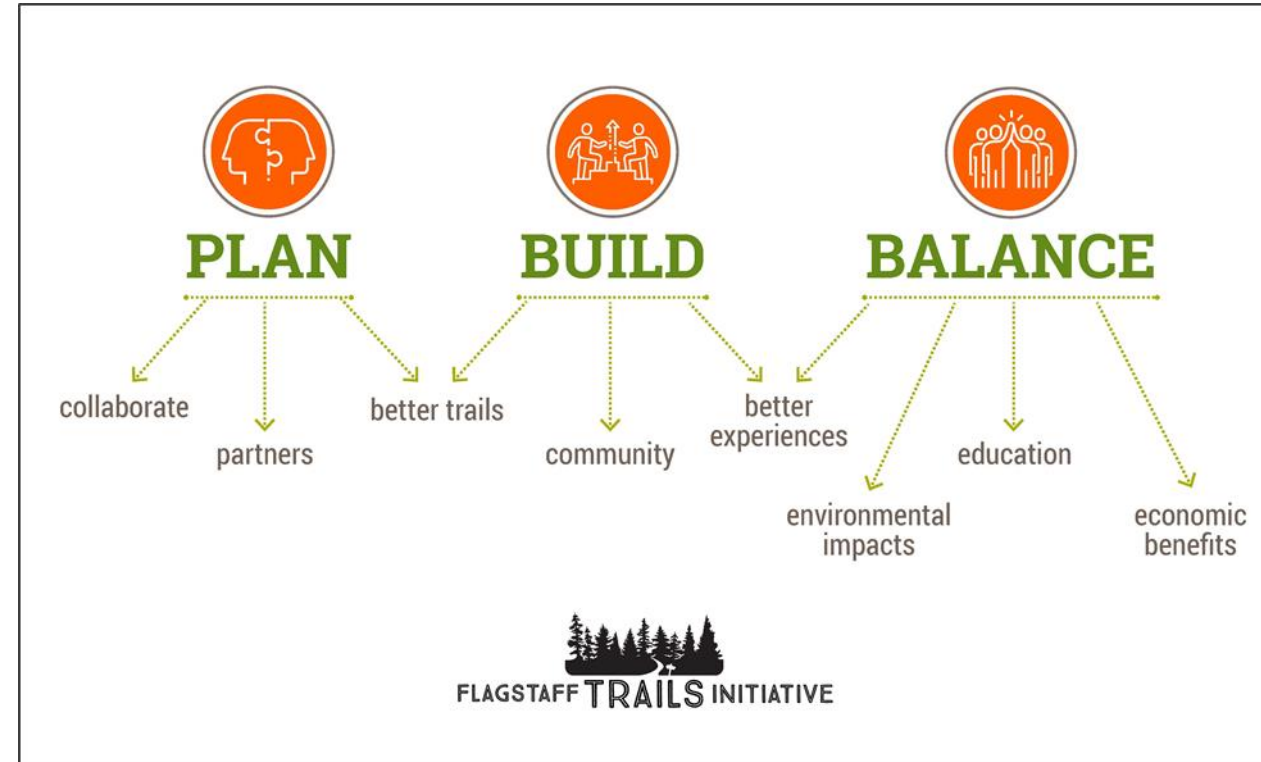 PLAN
BUILD
BALANCE
collaborate
partners
better trails
community
better
experiences
education
environmental
impacts
economic
benefits
FLAGSTAFF TRAILS INITIATIVE